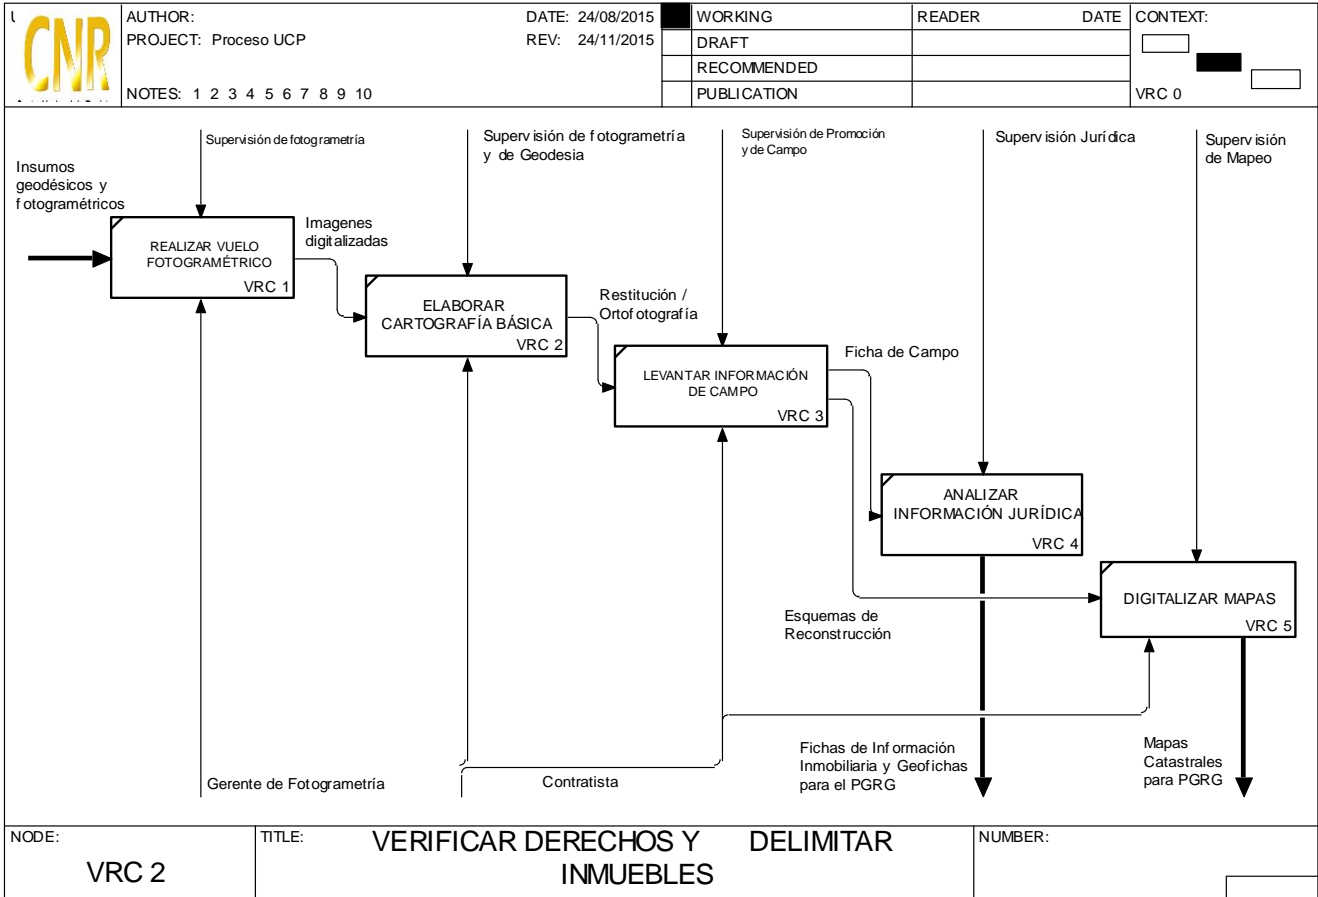 CNR
AUTHOR:
DATE: 24/08/2015
PROJECT: Proceso UCP
REV: 24/11/2015
NOTES: 1 2 3 4 5 6 7 8 9 10
WORKING
DRAFT
RECOMMENDED
PUBLICATION
READER DATE
CONTEXT:
VRC 0
Insumos
geodésicos y
fotogramétricos
Supervisión de fotogrametría
Supervisión de fotogrametría
y de Geodesia
Supervisión de Promoción
y de Campo
Supervisión Jurídica
Supervisión
de Mapeo
REALIZAR VUELO
FOTOGRAMÉTRICO
VRC 1
Imagenes
digitalizadas
ELABORAR
CARTOGRAFÍA BÁSICA
VRC 2
Restitución /
Ortofotografía
LEVANTAR INFORMACIÓN
DE CAMPO
VRC 3
Ficha de Campo
ANALIZAR
INFORMACIÓN JURÍDICA
VRC 4
Esquemas de
Reconstrucción
DIGITALIZAR MAPAS
VRC 5
Gerente de Fotogrametría
Contratista
Fichas de Información
Inmobiliaria y Geofichas
para el PGRG
Mapas
Catastrales
para PGRG
NODE:
VRC 2
TITLE:
VERIFICAR DERECHOS Y DELIMITAR
INMUEBLES
NUMBER: